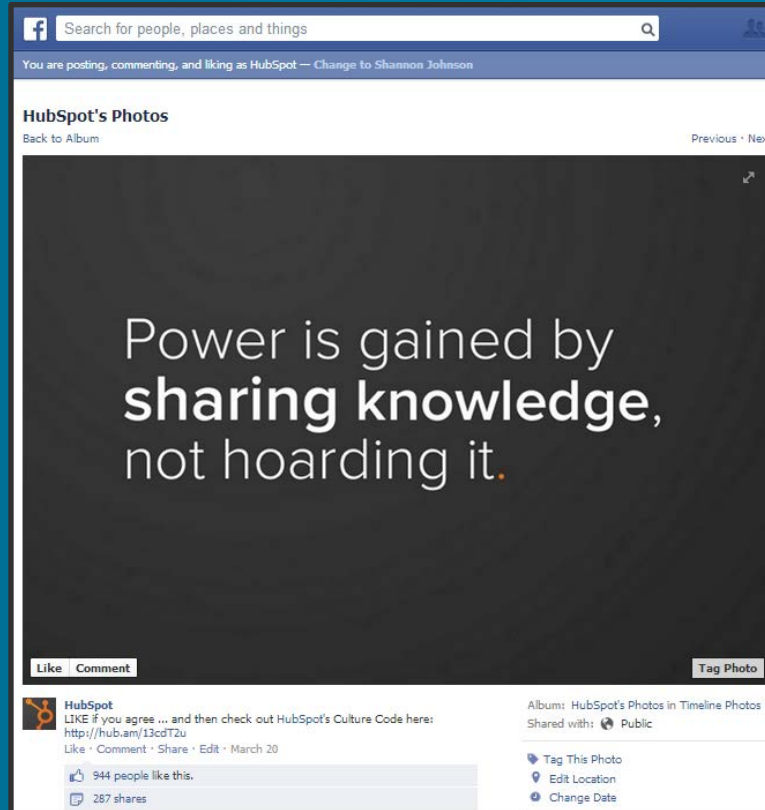 f
Search for people, places and things
You are posting, commenting, and liking as HubSpot — Change to Shannon Johnson
HubSpot's Photos
Back to Album
Previous ·
Power is gained by
sharing knowledge,
not hoarding it.
Like Comment
Tag Photo
HubSpot
LIKE if you agree ... and then check out HubSpot's Culture Code here:
http://hub.am/13cdT2u
Like · Comment · Share · Edit · March 20
944 people like this.
287 shares
Album: HubSpot's Photos in Timeline Photos
Shared with: Public
Tag This Photo
Edit Location
Change Date